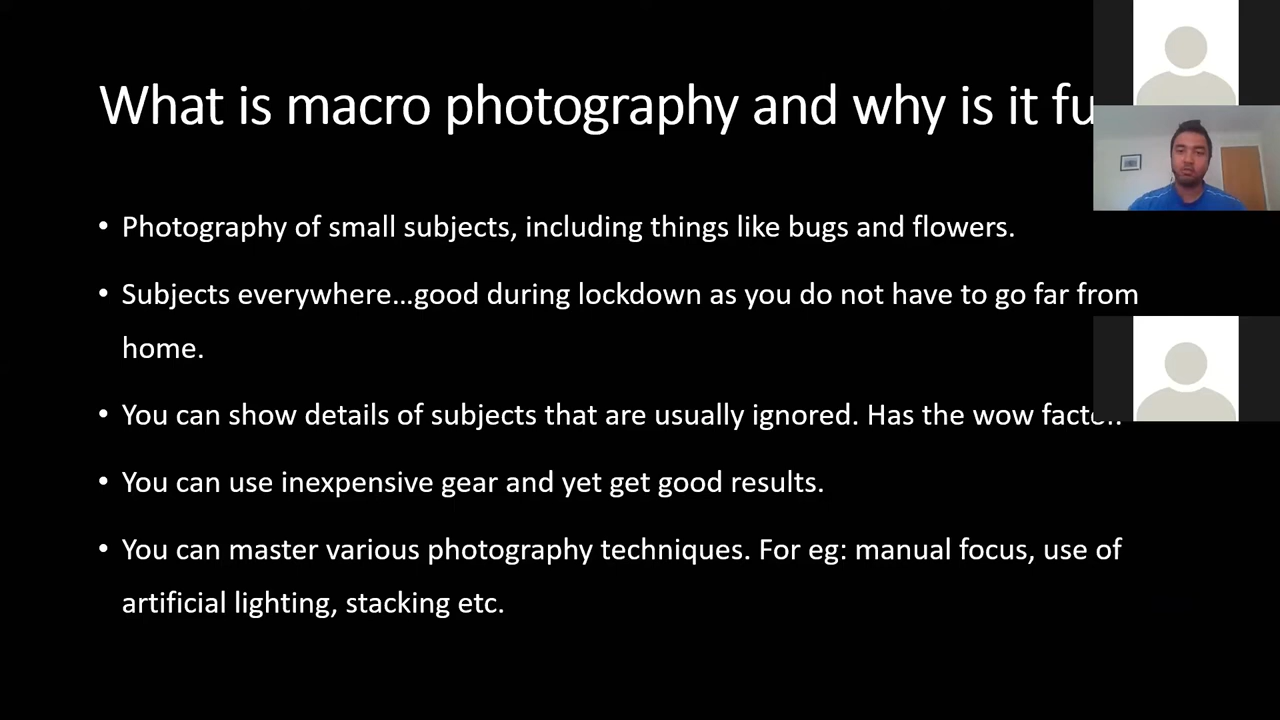 What is macro photography and why is it fu
• Photography of small subjects, including things like bugs and flowers.
• Subjects everywhere…good during lockdown as you do not have to go far from
home.
• You can show details of subjects that are usually ignored. Has the wow factor.
• You can use inexpensive gear and yet get good results.
• You can master various photography techniques. For eg: manual focus, use of
artificial lighting, stacking etc.